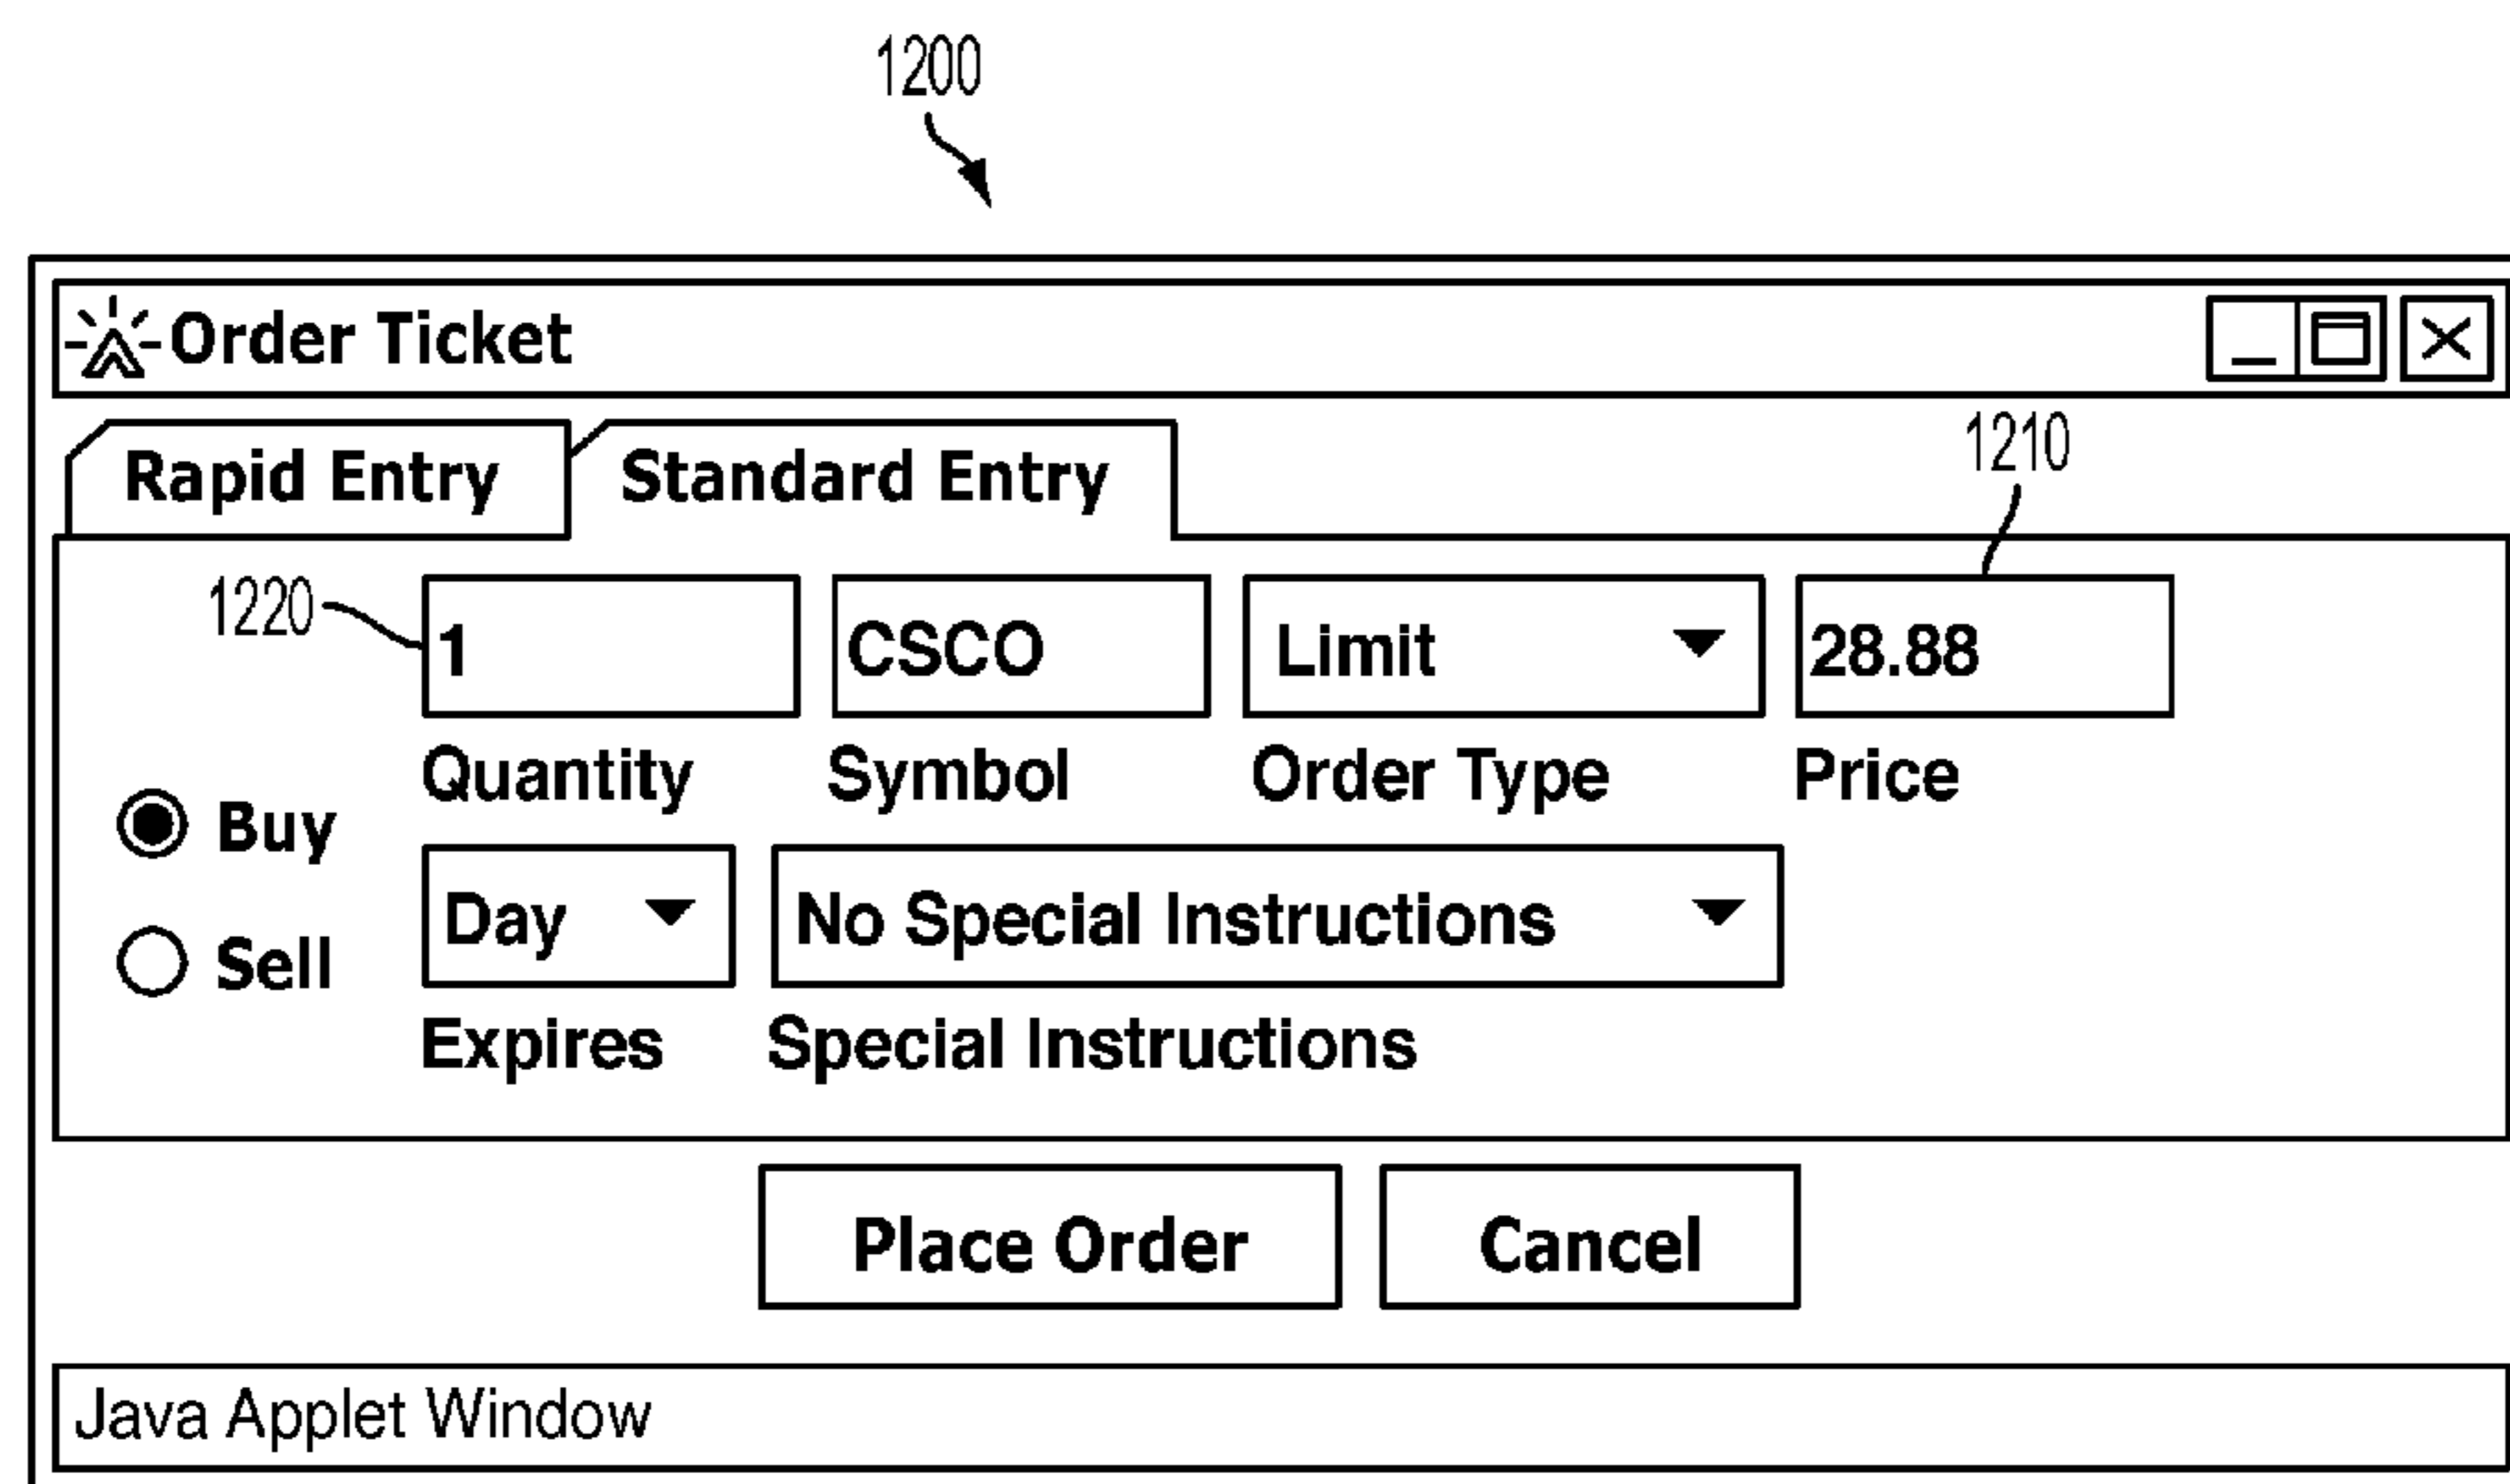 1200
Order Ticket
Rapid Entry Standard Entry 1210
1220 1 CSCO Limit 28.88
Quantity Symbol Order Type Price
Buy
Day No Special Instructions
Sell
Expires Special Instructions
Place Order Cancel
Java Applet Window